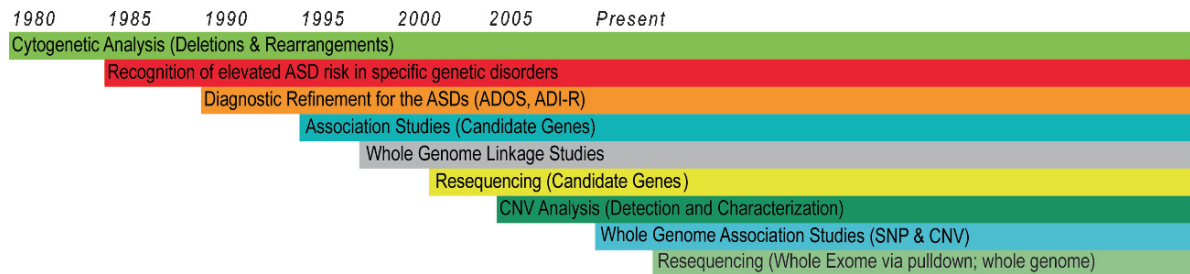 1980 1985 1990 1995 2000 2005 Present
Cytogenetic Analysis (Deletions & Rearrangements)
Recognition of elevated ASD risk in specific genetic disorders
Diagnostic Refinement for the ASDs (ADOS, ADI-R)
Association Studies (Candidate Genes)
Whole Genome Linkage Studies
Resequencing (Candidate Genes)
CNV Analysis (Detection and Characterization)
Whole Genome Association Studies (SNP & CNV)
Resequencing (Whole Exome via pulldown; whole genome)